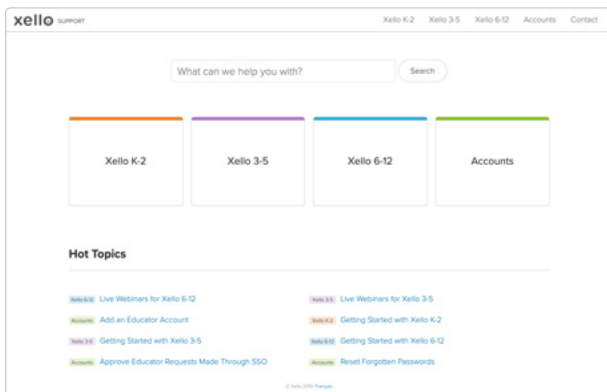 xello SUPPORT Xello K-2 Xello 3-5 Xello 6-12 Accounts Contact
What can we help you with? Search
Xello K-2 Xello 3-5 Xello 6-12 Accounts
Hot Topics
Xello 6-12 Live Webinars for Xello 6-12 Xello 3-5 Live Webinars for Xello 3-5
Accounts Add an Educator Account Xello K-2 Getting Started with Xello K-2
Xello 3-5 Getting Started with Xello 3-5 Xello 6-12 Getting Started with Xello 6-12
Accounts Approve Educator Requests Made Through SSO Accounts Reset Forgotten Passwords
© Xello Français